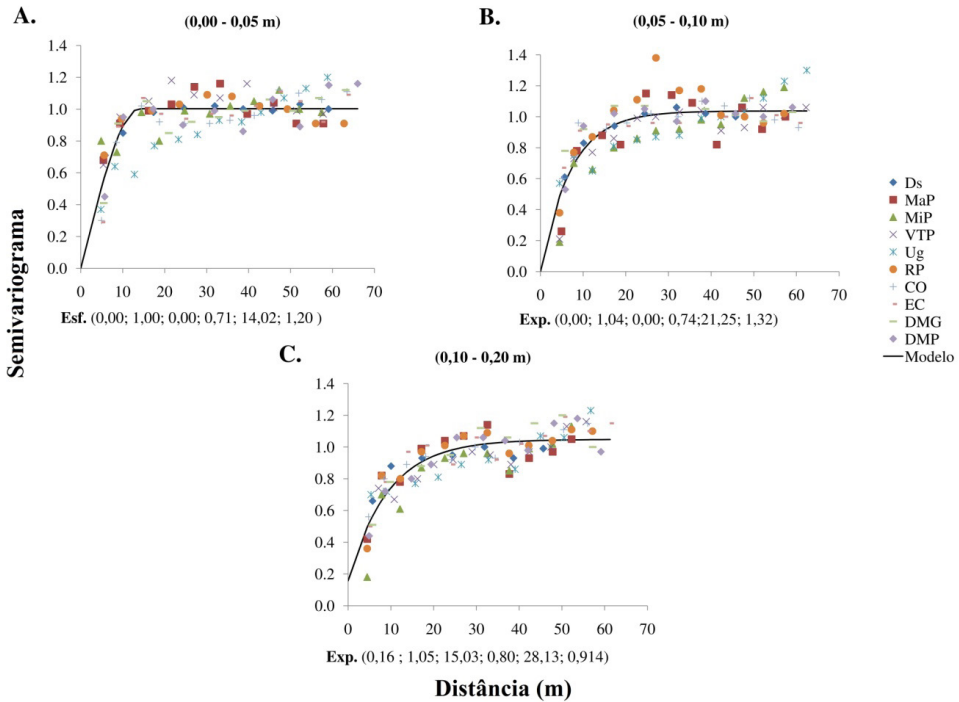 A.
(0,00 - 0,05 m)
1.4
1.2
1.0
0.8
0.6
0.4
0.2
0.0
0 10 20 30 40 50 60 70
Esf. (0,00; 1,00; 0,00; 0,71; 14,02; 1,20 )
B.
(0,05 - 0,10 m)
1.4
1.2
1.0
0.8
0.6
0.4
0.2
0.0
0 10 20 30 40 50 60 70
Exp. (0,00; 1,04; 0,00; 0,74;21,25; 1,32)
Semivariograma
Ds
MaP
MiP
VTP
Ug
RP
CO
EC
DMG
DMP
Modelo
C.
(0,10 - 0,20 m)
1.4
1.2
1.0
0.8
0.6
0.4
0.2
0.0
0 10 20 30 40 50 60 70
Exp. (0,16 ; 1,05; 15,03; 0,80; 28,13; 0,914)
Distância (m)